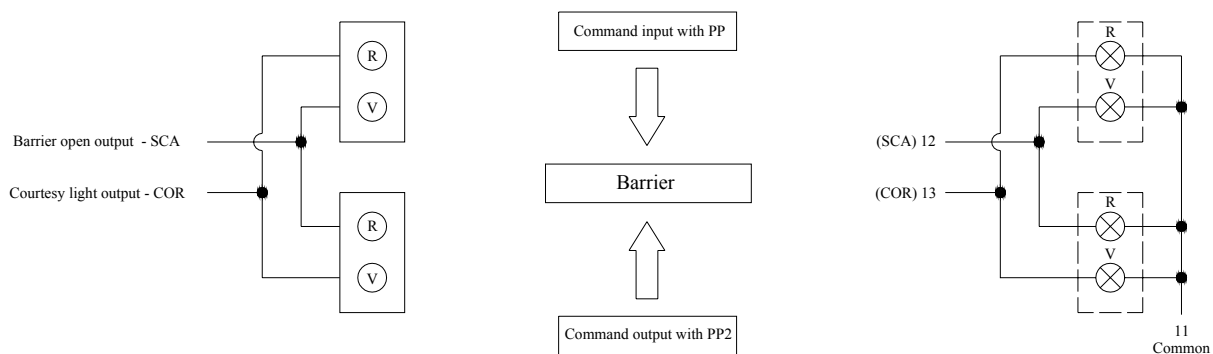 R
V
Barrier open output - SCA
Courtesy light output - COR
R
V
Command input with PP
Barrier
Command output with PP2
R
V
(SCA) 12
(COR) 13
R
V
11
Common